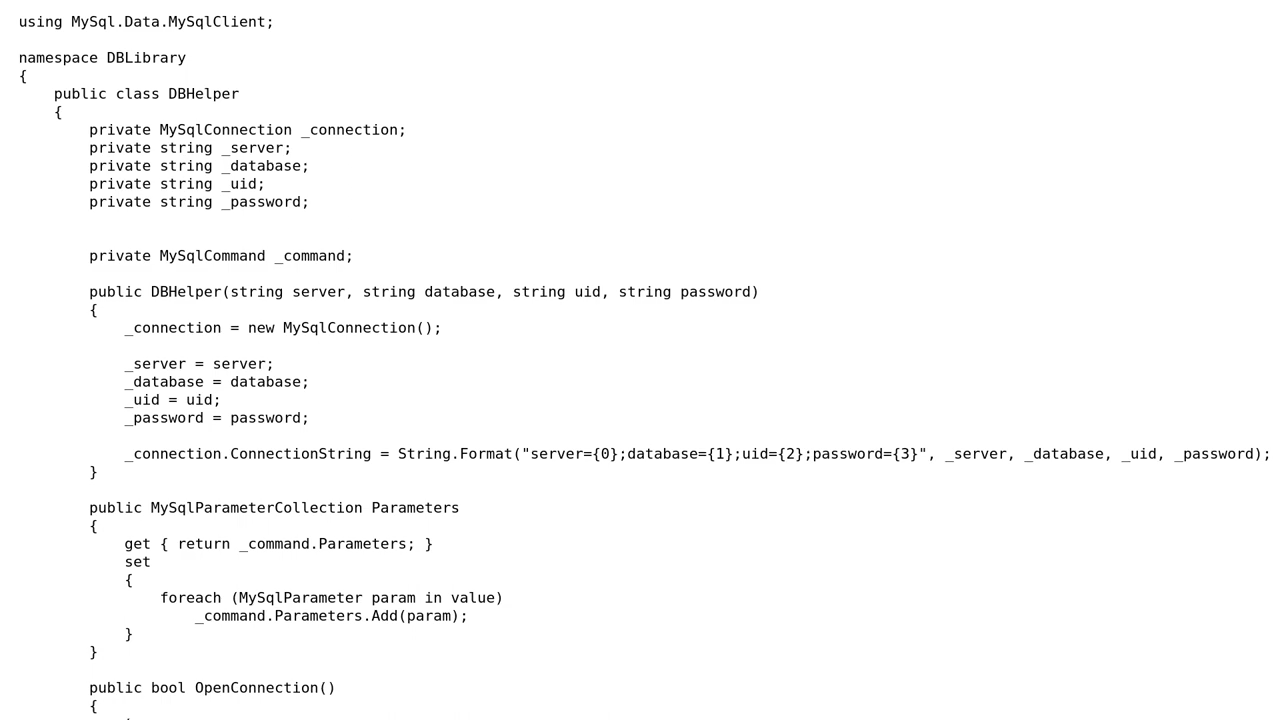 using MySql.Data.MySqlClient;

namespace DBLibrary
{
    public class DBHelper
    {
        private MySqlConnection _connection;
        private string _server;
        private string _database;
        private string _uid;
        private string _password;


        private MySqlCommand _command;

        public DBHelper(string server, string database, string uid, string password)
        {
            _connection = new MySqlConnection();

            _server = server;
            _database = database;
            _uid = uid;
            _password = password;

            _connection.ConnectionString = String.Format("server={0};database={1};uid={2};password={3}", _server, _database, _uid, _password);
        }

        public MySqlParameterCollection Parameters
        {
            get { return _command.Parameters; }
            set
            {
                foreach (MySqlParameter param in value)
                    _command.Parameters.Add(param);
            }
        }

        public bool OpenConnection()
        {